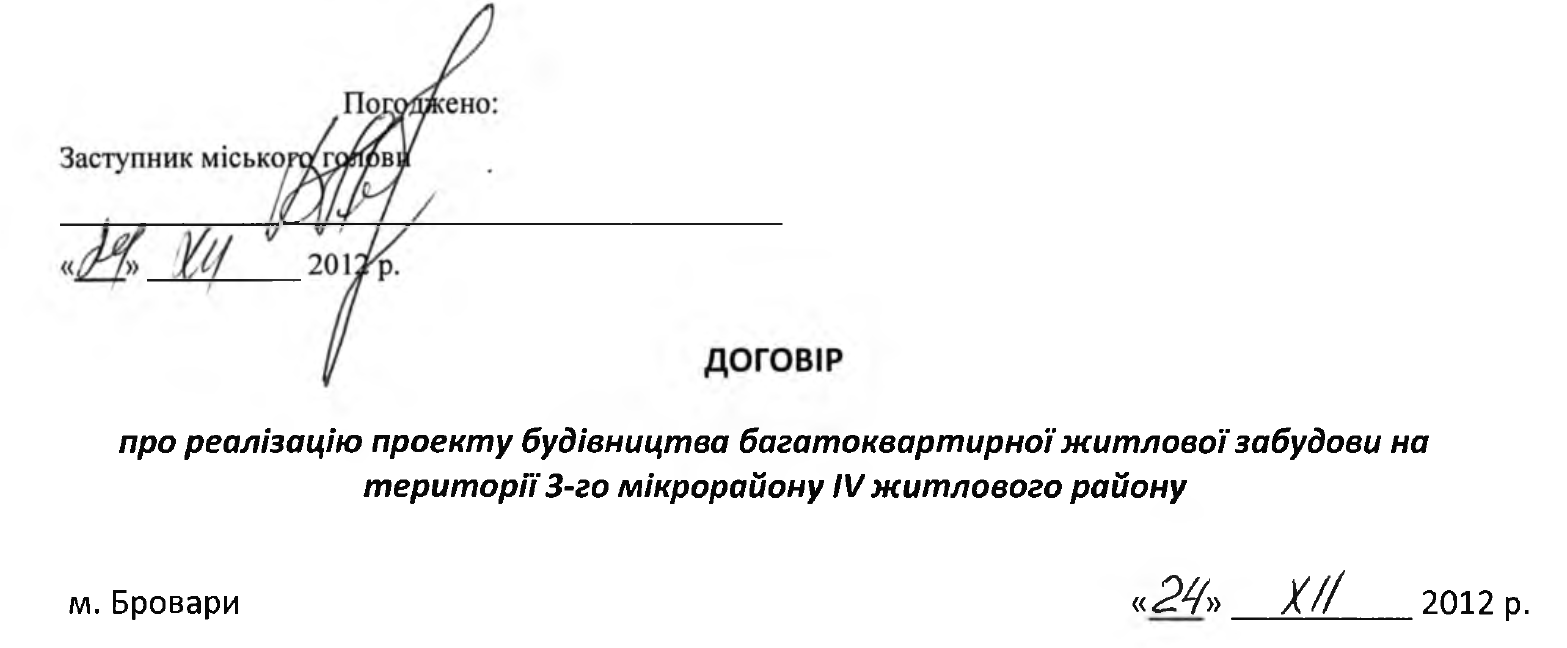 Погоджено:
Заступник міського голови
«24» XII 2012 р.
ДОГОВІР
про реалізацію проекту будівництва багатоквартирної житлової забудови на
території 3-го мікрорайону IV житлового району
м. Бровари
«24» XII 2012 р.